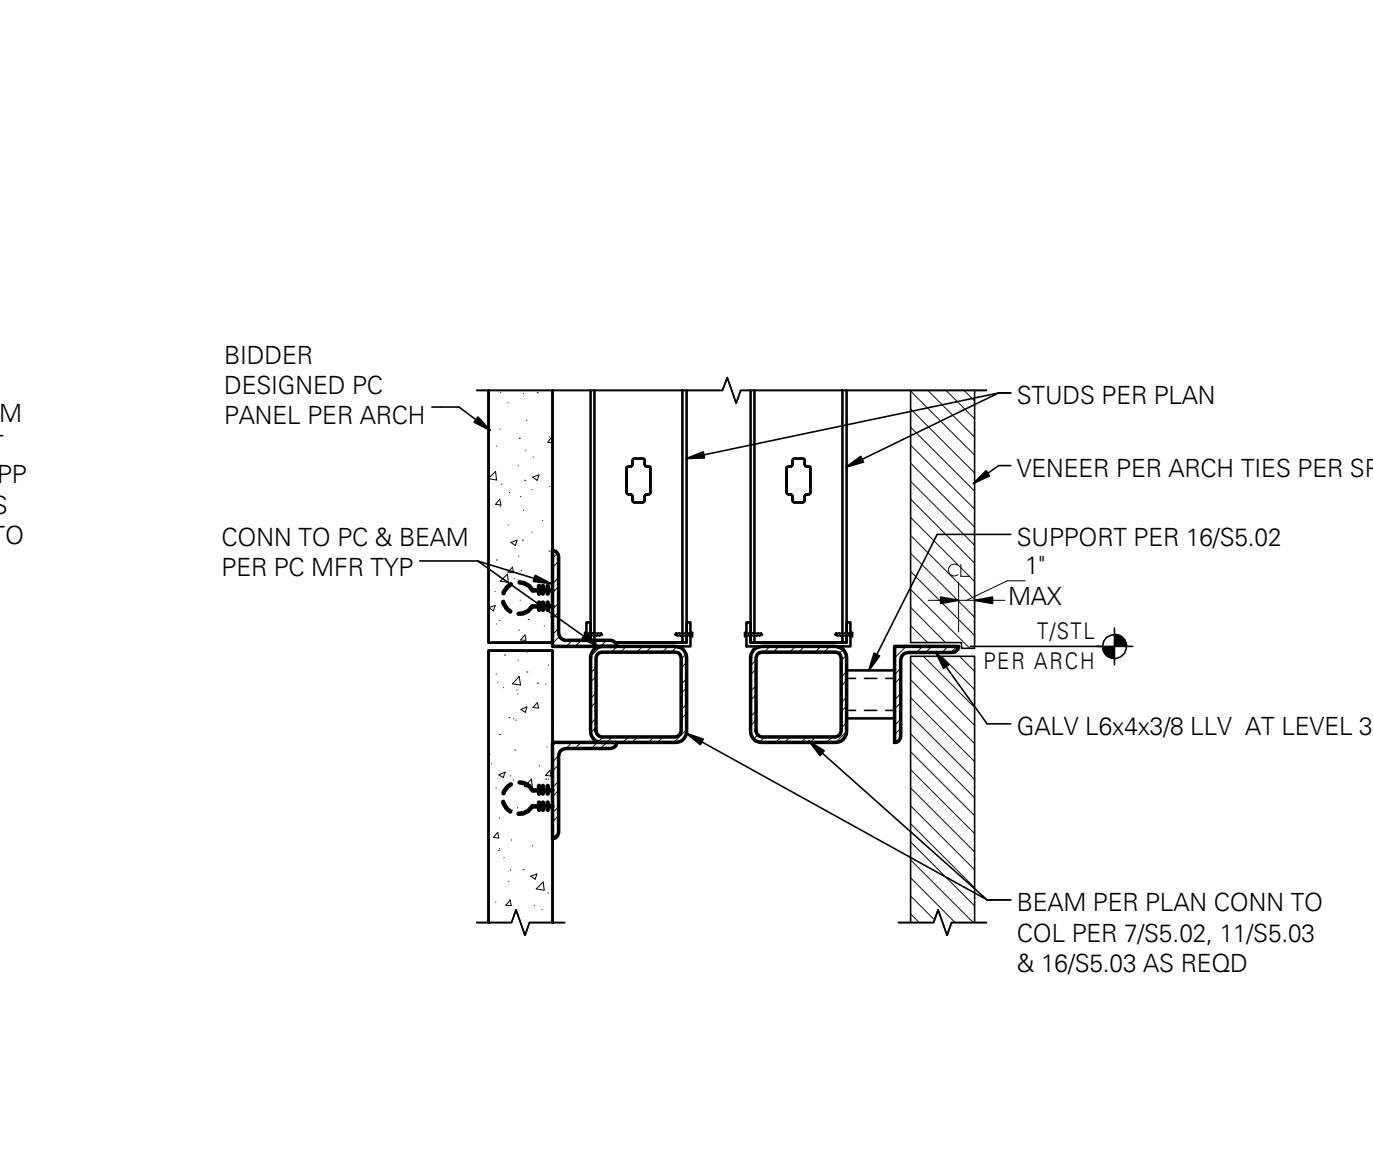 M
T
PP
S
TO
BIDDER
DESIGNED PC
PANEL PER ARCH
CONN TO PC & BEAM
PER PC MFR TYP
STUDS PER PLAN
VENEER PER ARCH TIES PER SP
SUPPORT PER 16/S5.02
CL
1"
MAX
T/STL
PER ARCH
GALV L6x4x3/8 LLV AT LEVEL 3
BEAM PER PLAN CONN TO
COL PER 7/S5.02, 11/S5.03
& 16/S5.03 AS REQD